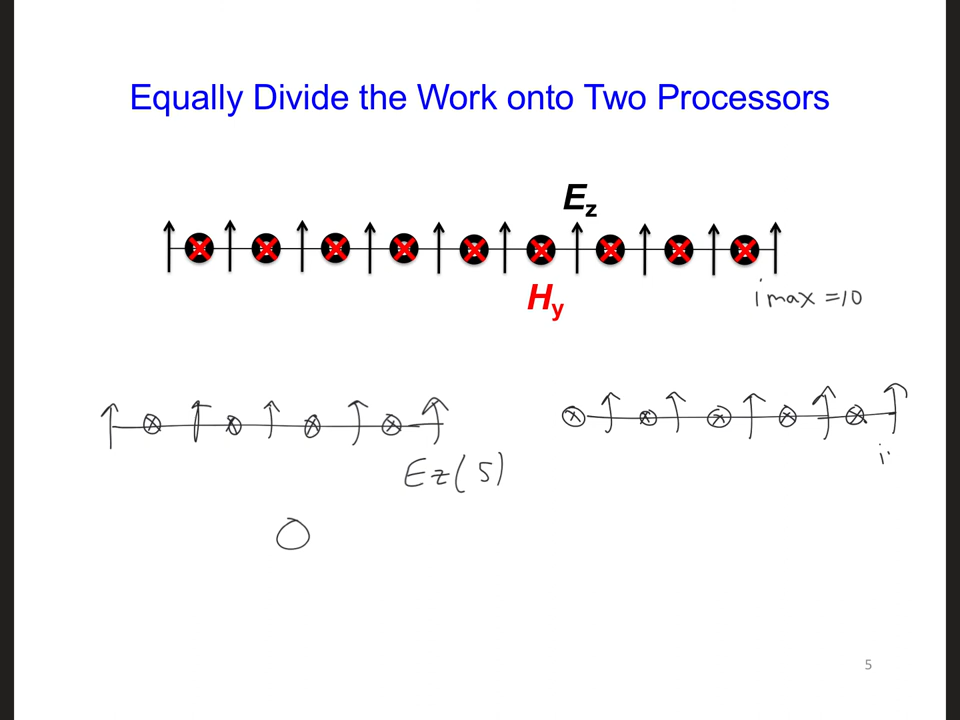 Equally Divide the Work onto Two Processors
Ez
Hy
imax =10
Ez(5)
i
0
5